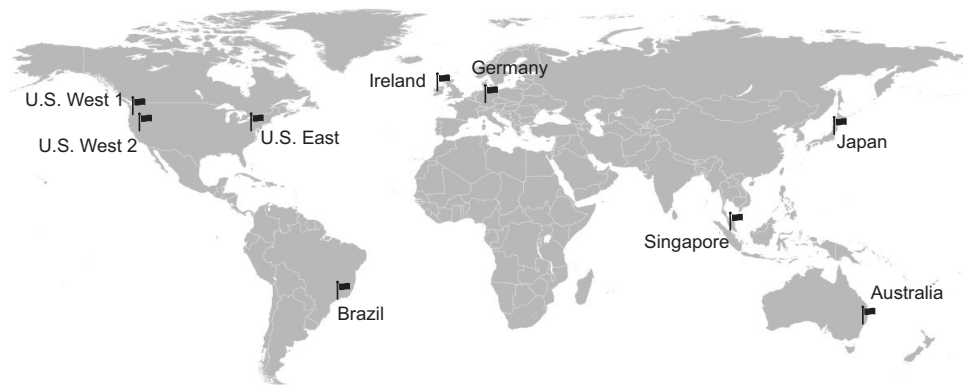 Ireland
Germany
U.S. West 1
U.S. West 2
U.S. East
Japan
Singapore
Brazil
Australia